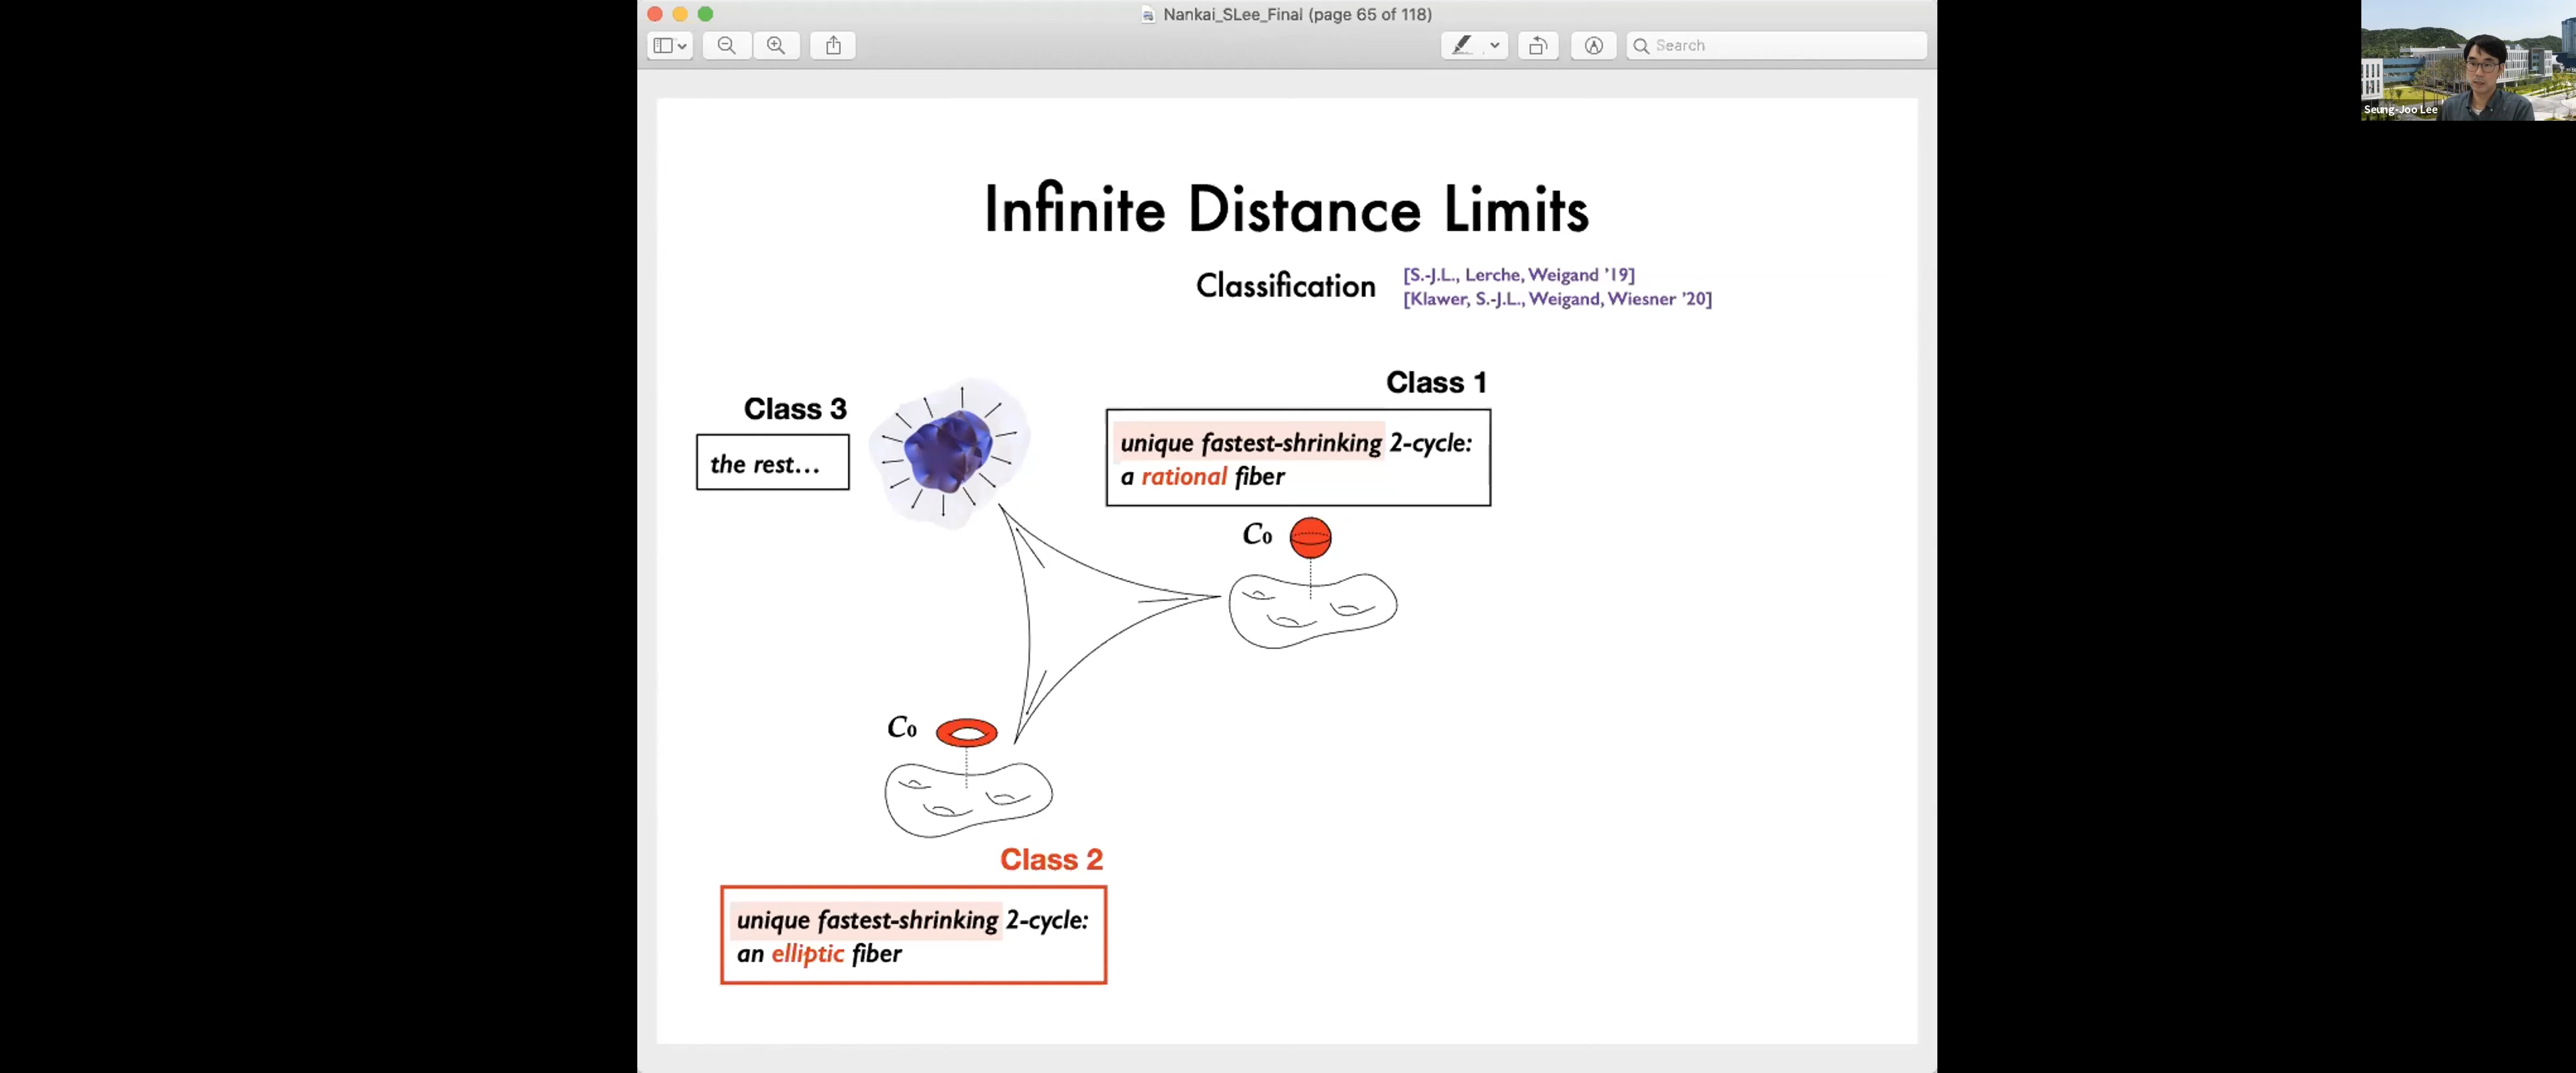 Nankai_SLee_Final (page 65 of 118)
Search
Seung-Joo Lee
Infinite Distance Limits
Classification
[S.-J.L., Lerche, Weigand ’19]
[Klawer, S.-J.L., Weigand, Wiesner ’20]
Class 3
the rest...
Class 1
unique fastest-shrinking 2-cycle:
a rational fiber
C0
C0
Class 2
unique fastest-shrinking 2-cycle:
an elliptic fiber